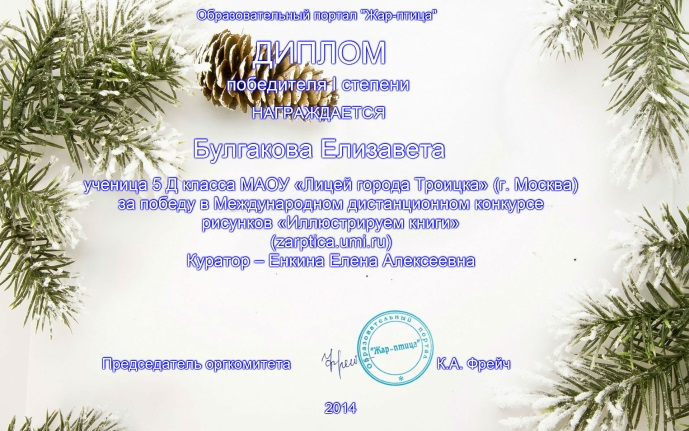 Образовательный портал "Жар-птица"
ДИПЛОМ
победителя I степени
НАГРАЖДАЕТСЯ
Булгакова Елизавета
ученица 5 Д класса МАОУ «Лицей города Троицка» (г. Москва)
за победу в Международном дистанционном конкурсе
рисунков «Иллюстрируем книги»
(zarptica.umi.ru)
Куратор – Енкина Елена Алексеевна
Образовательный портал
"Жар-птица"
Председатель оргкомитета
К.А. Фрейч
2014